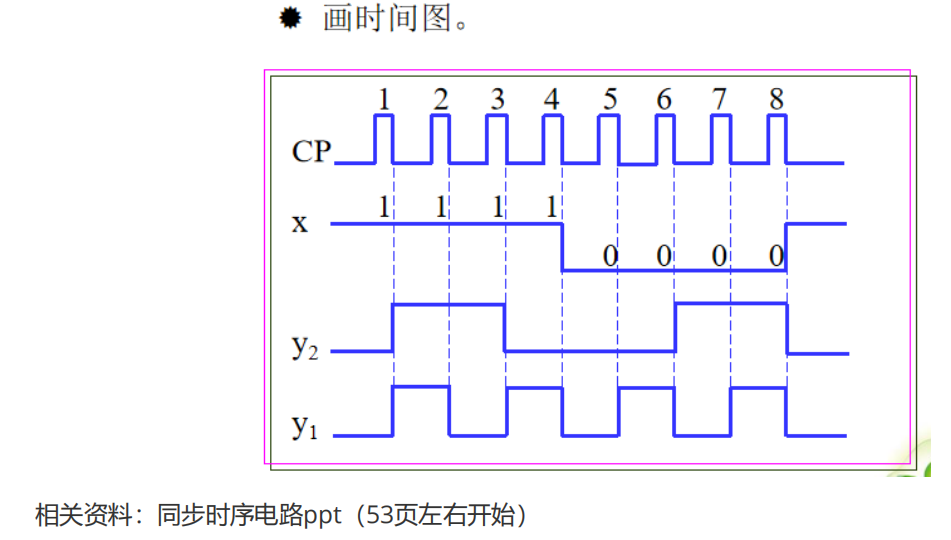 画时间图。
1 2 3 4 5 6 7 8
CP
1 1 1 1
x
0 0 0 0
y₂
y₁
相关资料：同步时序电路ppt（53页左右开始）